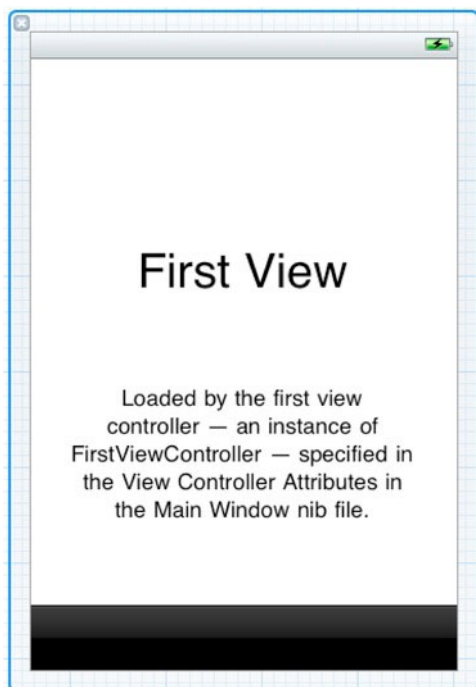 First View
Loaded by the first view
controller — an instance of
FirstViewController — specified in
the View Controller Attributes in
the Main Window nib file.